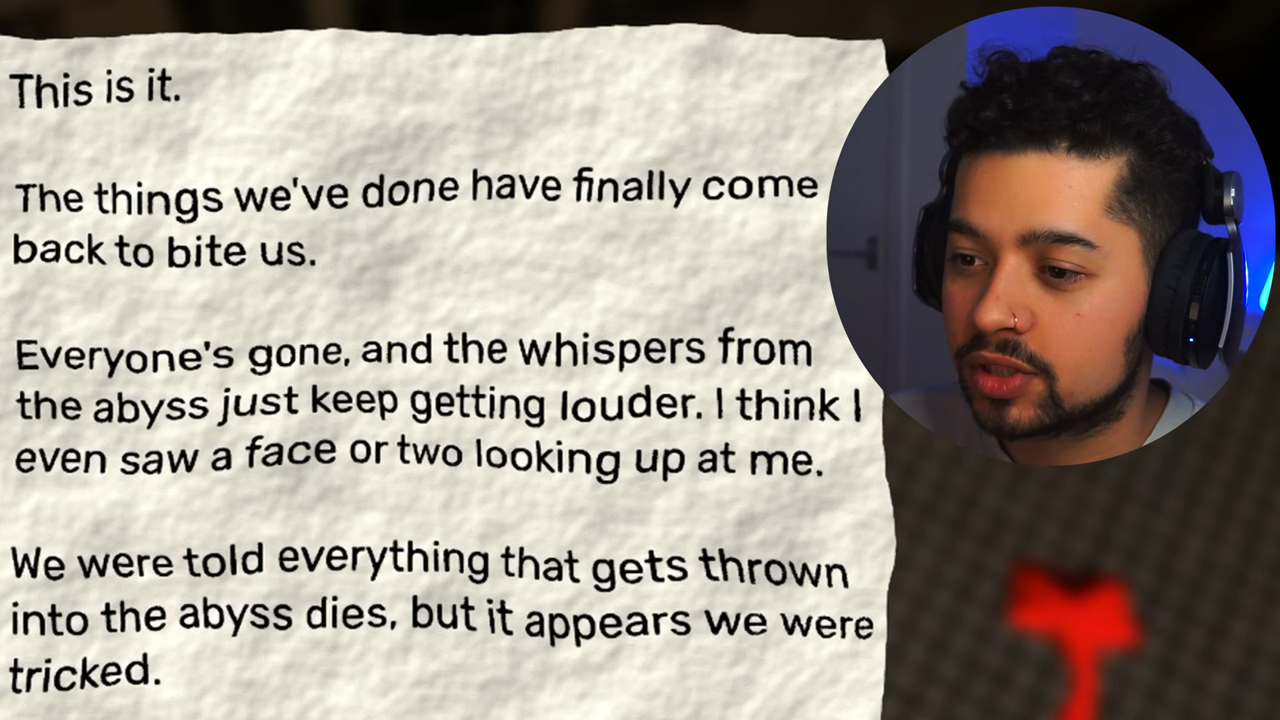 This is it.
The things we've done have finally come
back to bite us.
Everyone's gone, and the whispers from
the abyss just keep getting louder. I think I
even saw a face or two looking up at me.
We were told everything that gets thrown
into the abyss dies, but it appears we were
tricked.